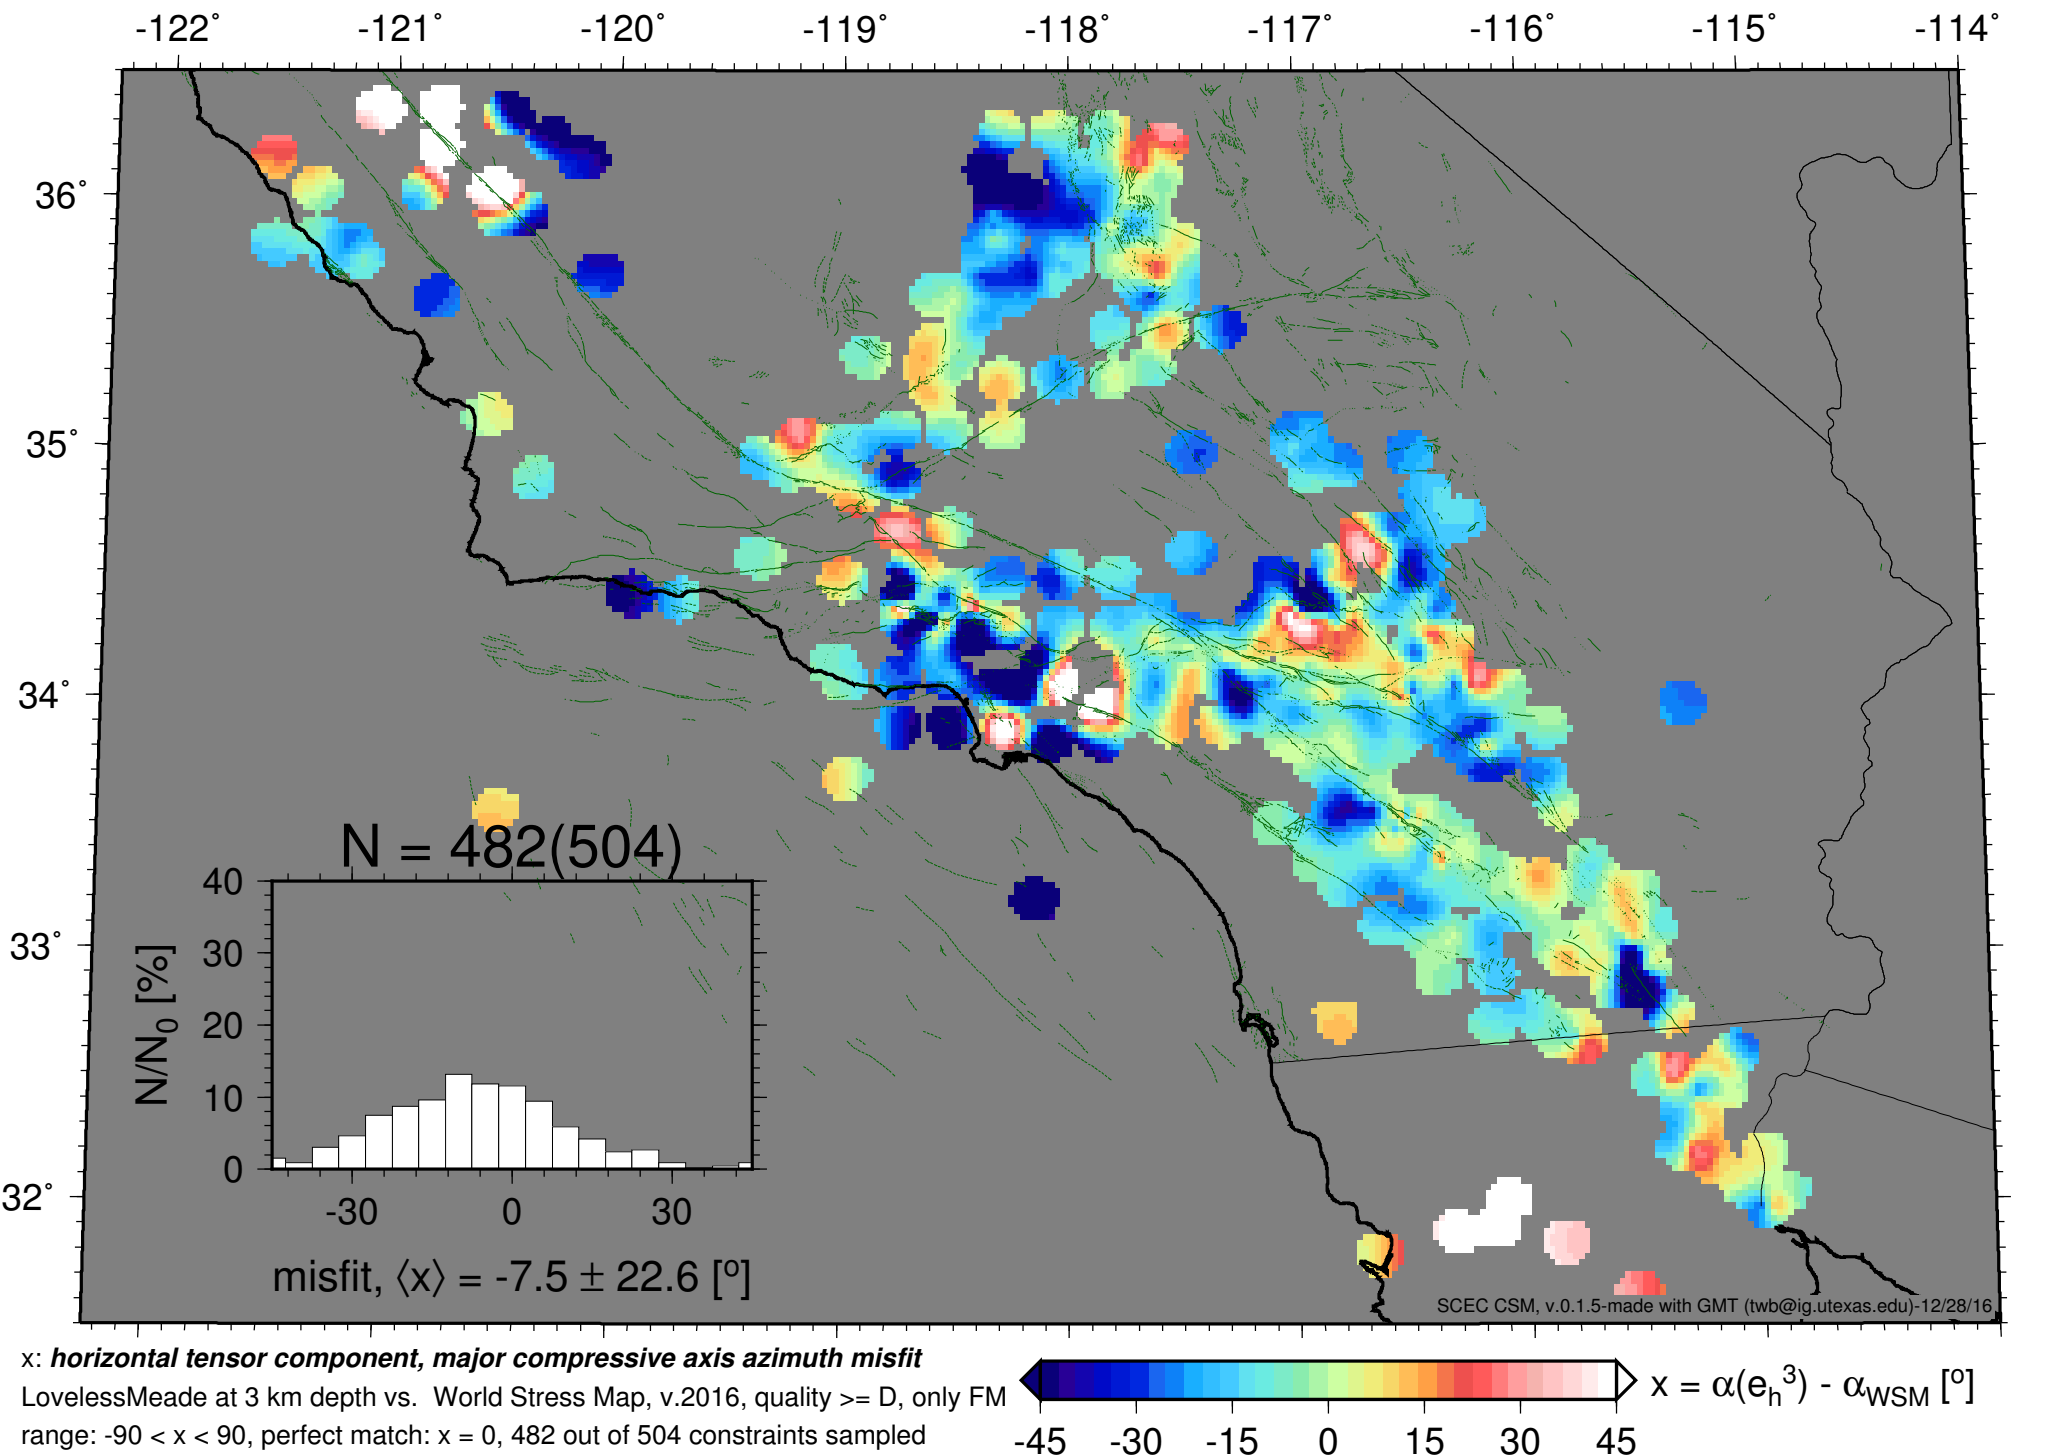 -122° -121° -120° -119° -118° -117° -116° -115° -114°
36°
35°
34°
33°
32°
N = 482(504)
40
30
20
10
0
N/N0 [%]
-30 0 30
misfit, ⟨x⟩ = -7.5 ± 22.6 [°]
SCEC CSM, v.0.1.5-made with GMT (twb@ig.utexas.edu)-12/28/16
x: horizontal tensor component, major compressive axis azimuth misfit
LovelessMeade at 3 km depth vs. World Stress Map, v.2016, quality >= D, only FM
range: -90 < x < 90, perfect match: x = 0, 482 out of 504 constraints sampled
x = α(eh3) - αWSM [°]
-45 -30 -15 0 15 30 45